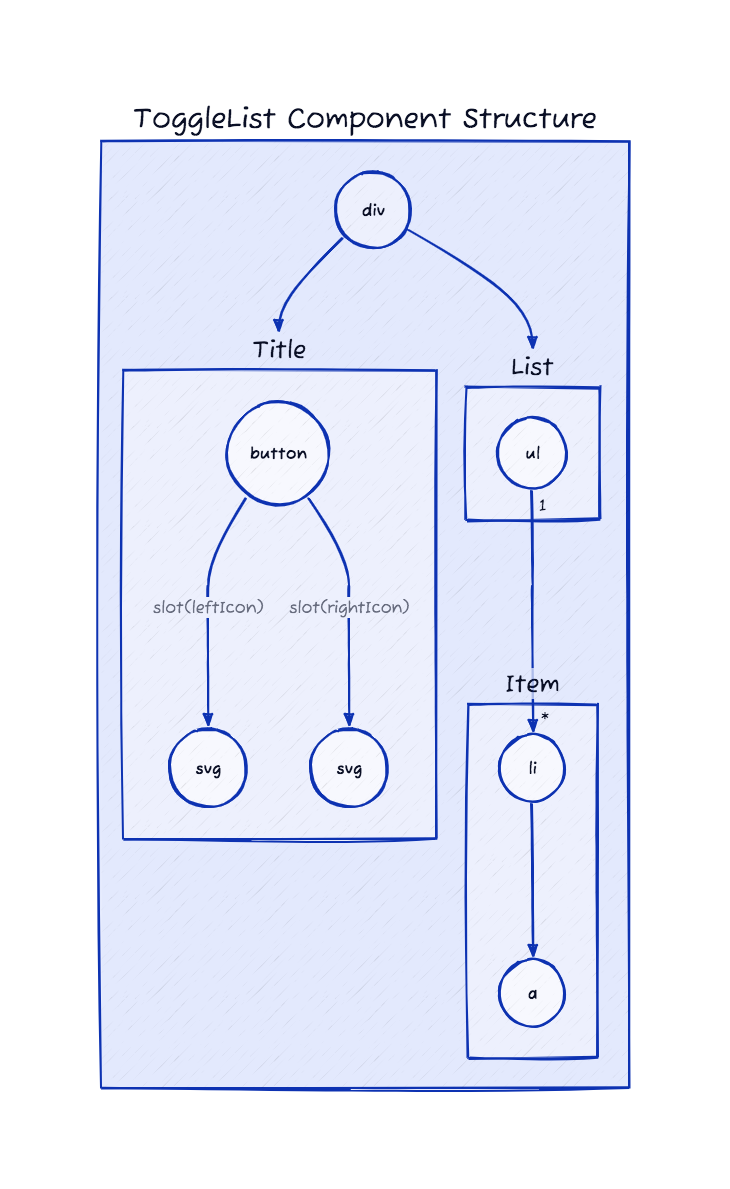 ToggleList Component Structure
div
Title
List
button
ul
1
slot(leftIcon)
slot(rightIcon)
Item
*
svg
svg
li
a